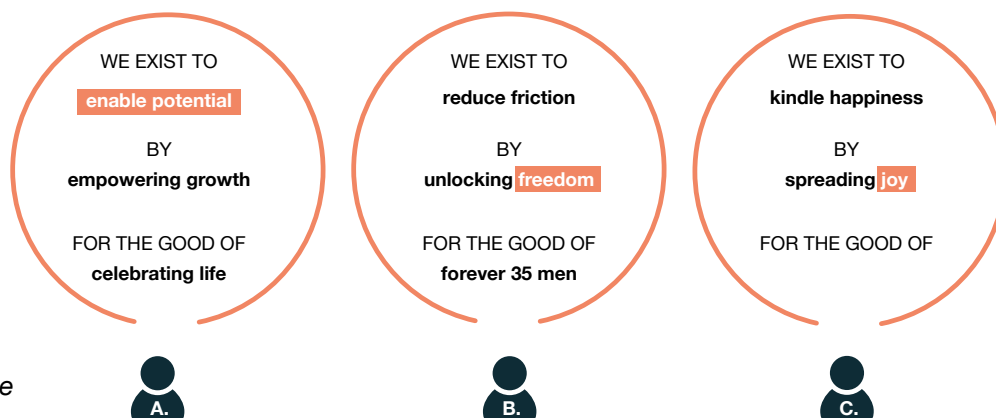 WE EXIST TO
enable potential
BY
empowering growth
FOR THE GOOD OF
celebrating life
WE EXIST TO
reduce friction
BY
unlocking freedom
FOR THE GOOD OF
forever 35 men
WE EXIST TO
kindle happiness
BY
spreading joy
FOR THE GOOD OF
A.
B.
C.